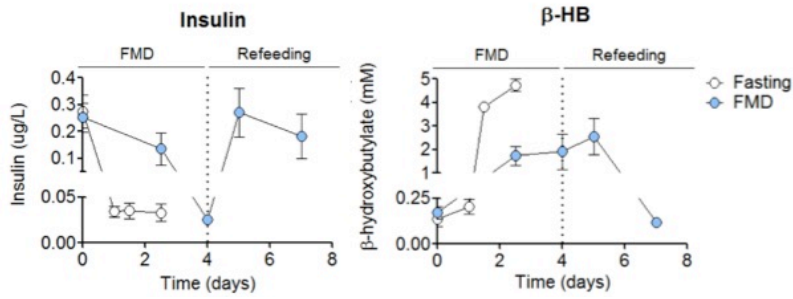 Insulin
FMD Refeeding
Insulin (ug/L)
0.4
0.3
0.2
0.1
0.05
0.00
0 2 4 6 8
Time (days)
β-HB
FMD Refeeding
β-hydroxybutylate (mM)
5
4
3
2
1
0.25
0.00
0 2 4 6 8
Time (days)
Fasting
FMD